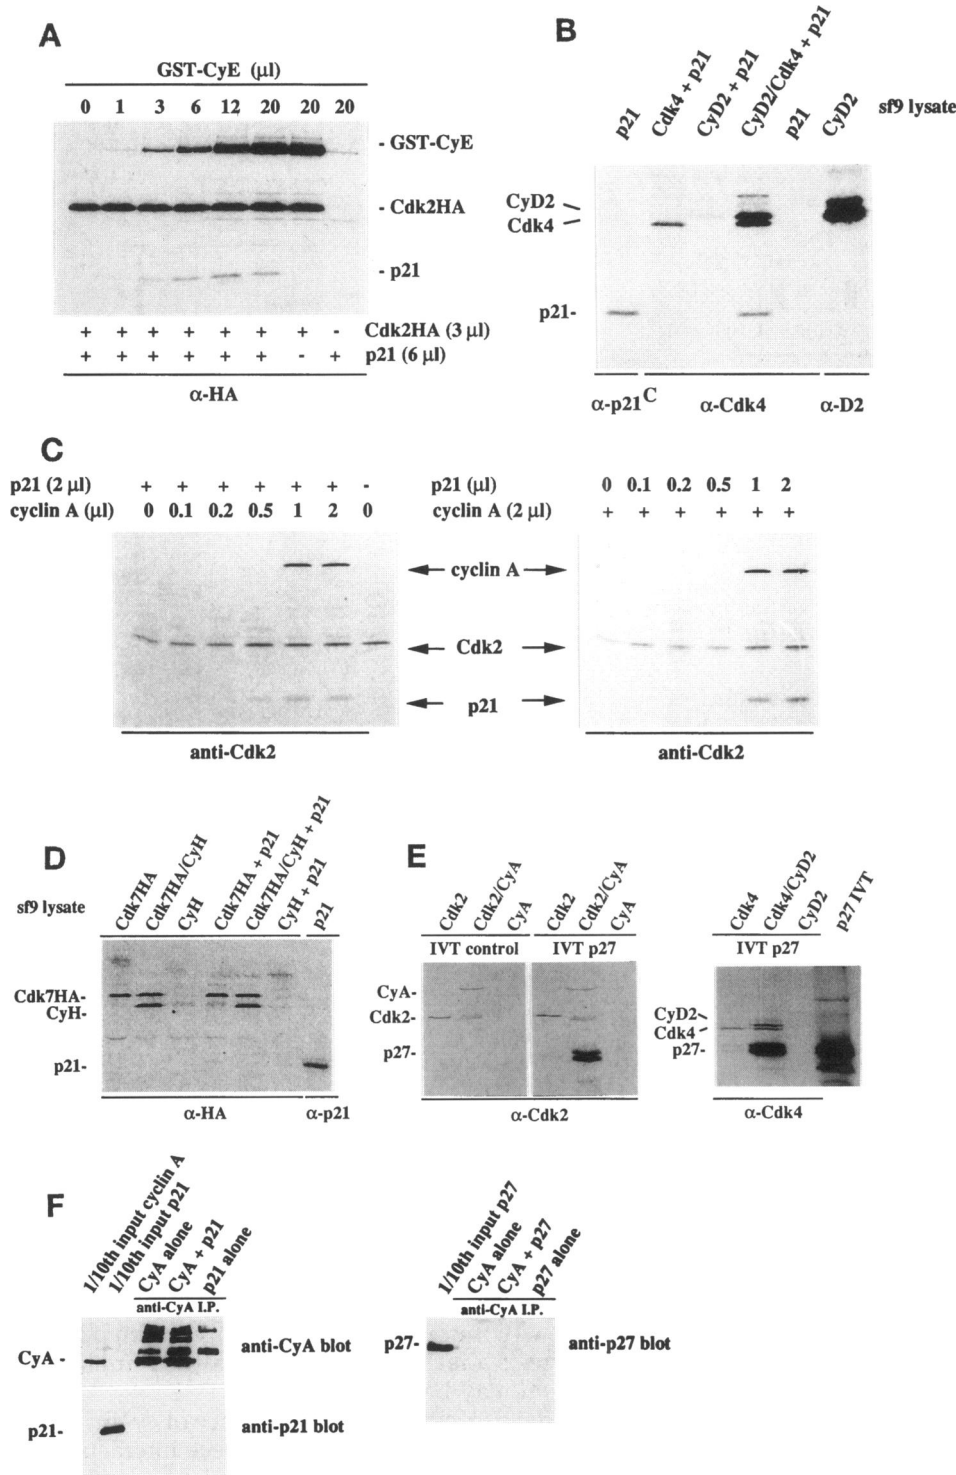 A
GST-CyE (µl)
0 1 3 6 12 20 20 20
- GST-CyE
- Cdk2HA
- p21
+ + + + + + + - Cdk2HA (3 µl)
+ + + + + + - + p21 (6 µl)
α-HA
B
p21
Cdk4 + p21
CyD2 + p21
CyD2/Cdk4 + p21
p21
CyD2
sf9 lysate
CyD2
Cdk4
p21-
α-p21C α-Cdk4 α-D2
C
p21 (2 µl) + + + + + + -
cyclin A (µl) 0 0.1 0.2 0.5 1 2 0
p21 (µl) 0 0.1 0.2 0.5 1 2
cyclin A (2 µl) + + + + + +
cyclin A
Cdk2
p21
anti-Cdk2
anti-Cdk2
D
sf9 lysate
Cdk7HA
Cdk7HA/CyH
CyH
Cdk7HA + p21
Cdk7HA/CyH + p21
CyH + p21
p21
Cdk7HA-
CyH-
p21-
α-HA α-p21
E
Cdk2
Cdk2/CyA
CyA
Cdk2
Cdk2/CyA
CyA
IVT control IVT p27
CyA-
Cdk2-
p27-
α-Cdk2
Cdk4
Cdk4/CyD2
CyD2
p27 IVT
IVT p27
CyD2
Cdk4
p27-
α-Cdk4
F
1/10th input cyclin A
1/10th input p21
CyA alone
CyA + p21
p21 alone
anti-CyA I.P.
CyA -
anti-CyA blot
p21-
anti-p21 blot
1/10th input p27
CyA alone
CyA + p27
p27 alone
anti-CyA I.P.
p27-
anti-p27 blot